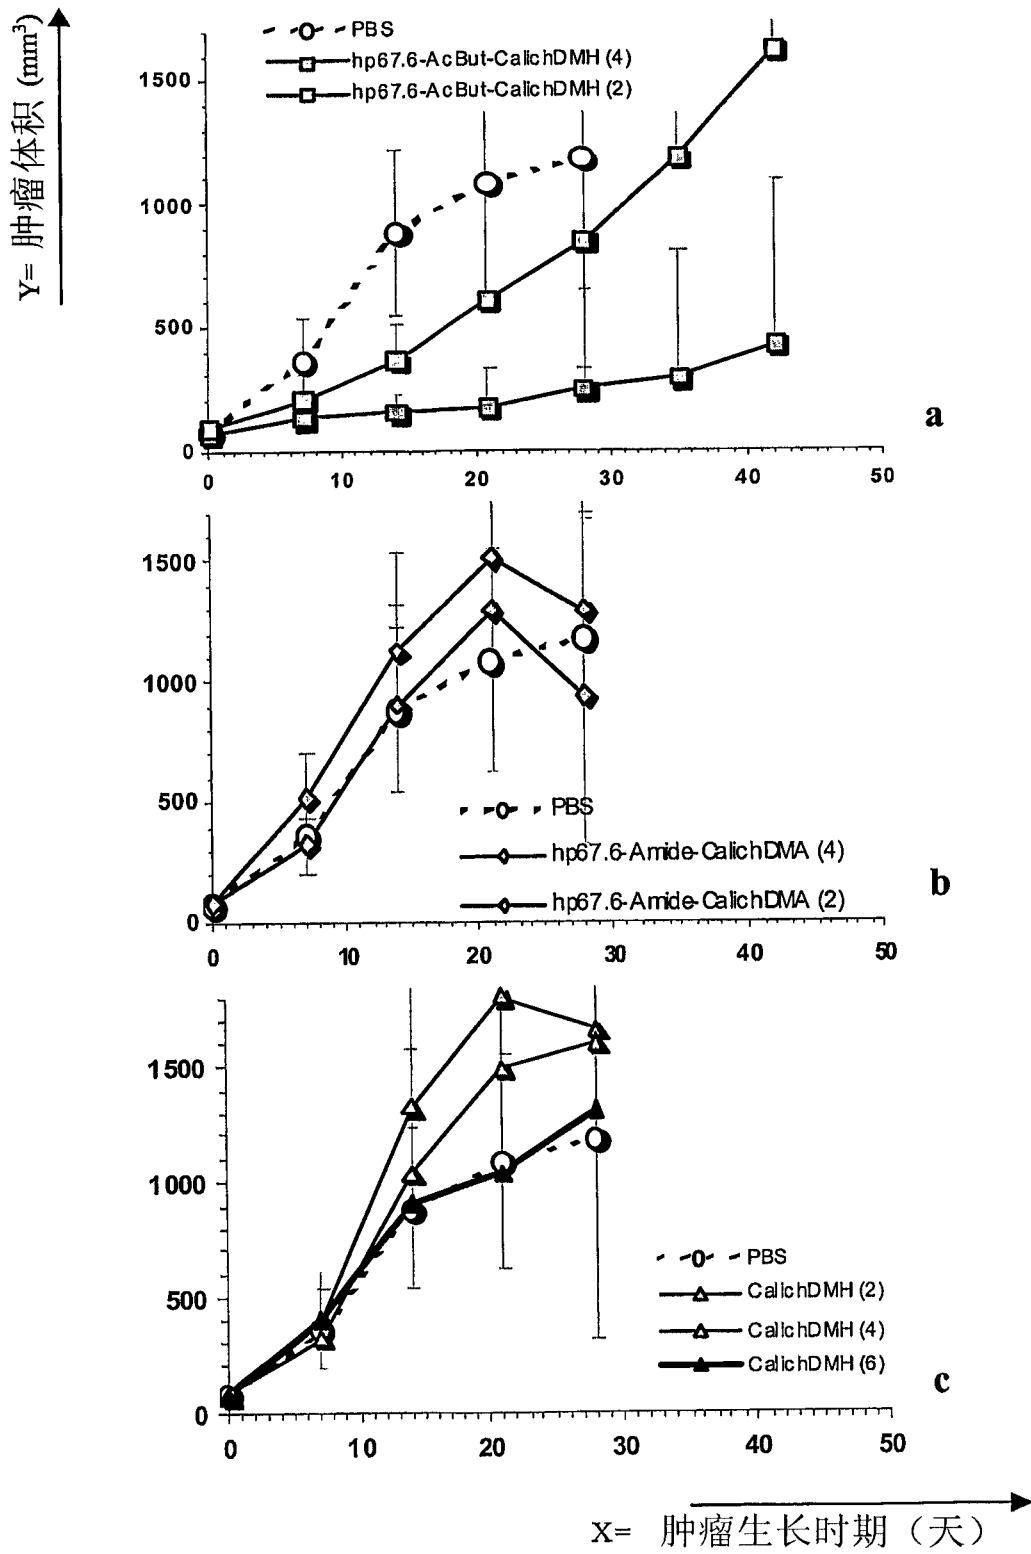 Y= 肿瘤体积 (mm³)
PBS
hp67.6-AcBut-CalichDMH (4)
hp67.6-AcBut-CalichDMH (2)
1500
1000
500
0
0 10 20 30 40 50
a
1500
1000
500
0
PBS
hp67.6-Amide-CalichDMA (4)
hp67.6-Amide-CalichDMA (2)
0 10 20 30 40 50
b
1500
1000
500
0
PBS
CalichDMH (2)
CalichDMH (4)
CalichDMH (6)
0 10 20 30 40 50
c
X= 肿瘤生长时期（天）